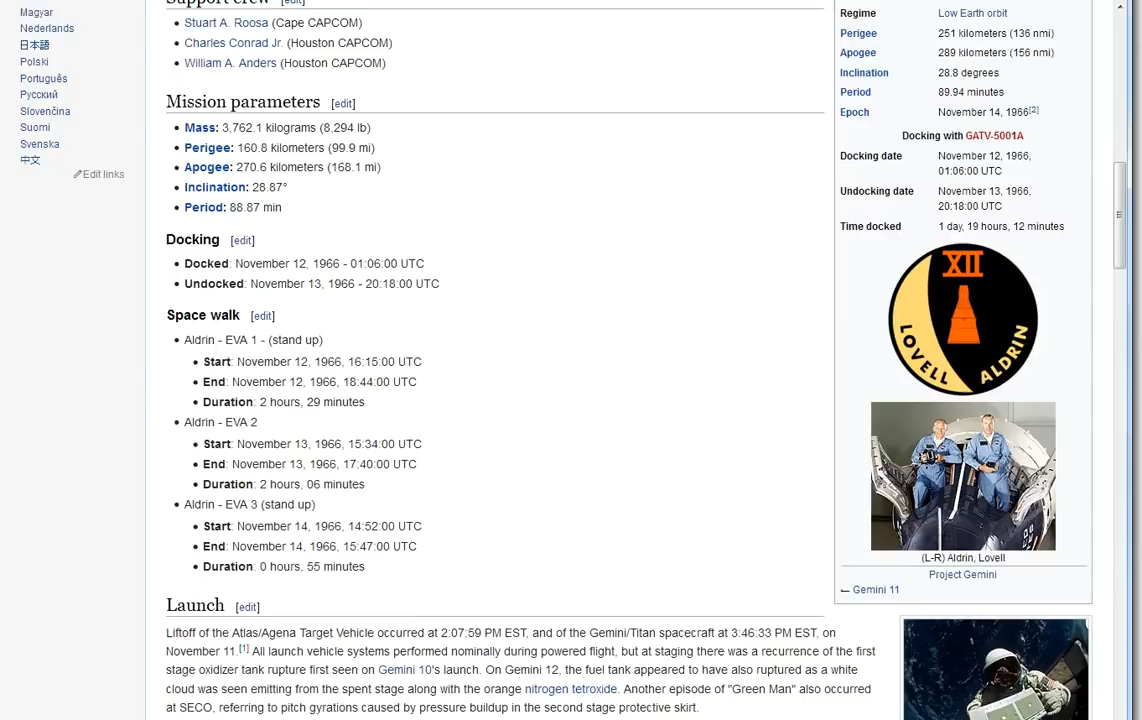 Magyar
Nederlands
日本語
Polski
Português
Русский
Slovenčina
Suomi
Svenska
中文
Edit links
Support crew [edit]
• Stuart A. Roosa (Cape CAPCOM)
• Charles Conrad Jr. (Houston CAPCOM)
• William A. Anders (Houston CAPCOM)
Mission parameters [edit]
• Mass: 3,762.1 kilograms (8,294 lb)
• Perigee: 160.8 kilometers (99.9 mi)
• Apogee: 270.6 kilometers (168.1 mi)
• Inclination: 28.87°
• Period: 88.87 min
Docking [edit]
• Docked: November 12, 1966 - 01:06:00 UTC
• Undocked: November 13, 1966 - 20:18:00 UTC
Space walk [edit]
• Aldrin - EVA 1 - (stand up)
• Start: November 12, 1966, 16:15:00 UTC
• End: November 12, 1966, 18:44:00 UTC
• Duration: 2 hours, 29 minutes
• Aldrin - EVA 2
• Start: November 13, 1966, 15:34:00 UTC
• End: November 13, 1966, 17:40:00 UTC
• Duration: 2 hours, 06 minutes
• Aldrin - EVA 3 (stand up)
• Start: November 14, 1966, 14:52:00 UTC
• End: November 14, 1966, 15:47:00 UTC
• Duration: 0 hours, 55 minutes
Launch [edit]
Liftoff of the Atlas/Agena Target Vehicle occurred at 2:07:59 PM EST, and of the Gemini/Titan spacecraft at 3:46:33 PM EST, on
November 11.[1] All launch vehicle systems performed nominally during powered flight, but at staging there was a recurrence of the first
stage oxidizer tank rupture first seen on Gemini 10's launch. On Gemini 12, the fuel tank appeared to have also ruptured as a white
cloud was seen emitting from the spent stage along with the orange nitrogen tetroxide. Another episode of "Green Man" also occurred
at SECO, referring to pitch gyrations caused by pressure buildup in the second stage protective skirt.
Regime Low Earth orbit
Perigee 251 kilometers (136 nmi)
Apogee 289 kilometers (156 nmi)
Inclination 28.8 degrees
Period 89.94 minutes
Epoch November 14, 1966[2]
Docking with GATV-5001A
Docking date November 12, 1966,
01:06:00 UTC
Undocking date November 13, 1966,
20:18:00 UTC
Time docked 1 day, 19 hours, 12 minutes
XII
LOVELL ALDRIN
(L-R) Aldrin, Lovell
Project Gemini
← Gemini 11